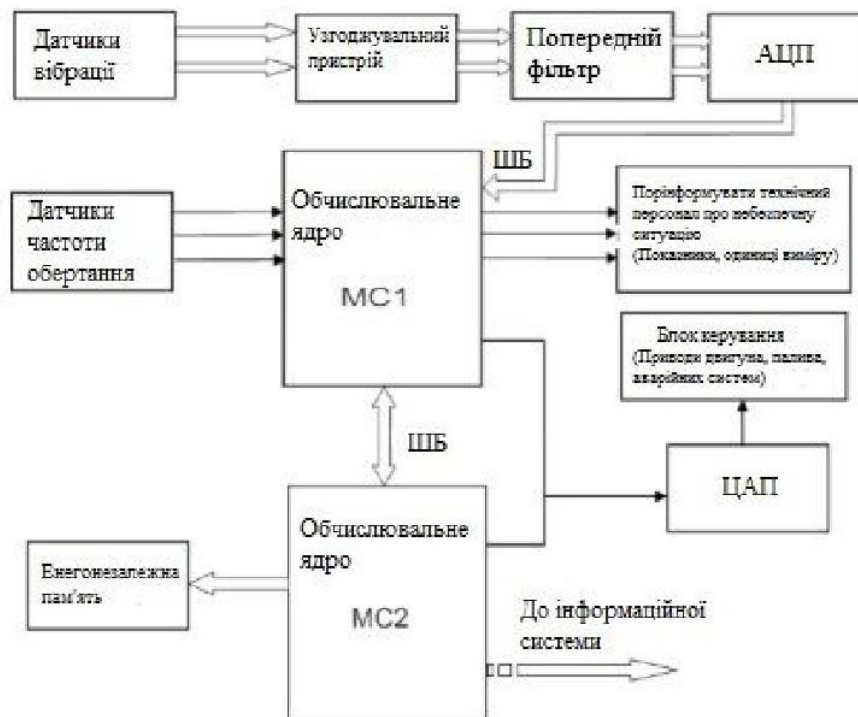 Датчики
вібрації
Узгоджувальний
пристрій
Попередній
фільтр
АЦП
ШБ
Датчики
частоти
обертання
Обчислювальне
ядро
МС1
Порінформувати технічний
персонал про небезпечну
ситуацію
(Показники, одиниці виміру)
Блок керування
(Приводи двигуна, палива,
аварійних систем)
ШБ
ЦАП
Обчислювальне
ядро
МС2
Енегонезалежна
пам'ять
До інформаційної
системи